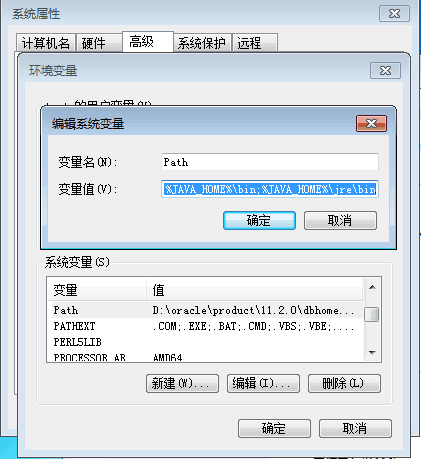 系统属性
计算机名 硬件 高级 系统保护 远程
环境变量
的用户变量(U)
编辑系统变量
变量名(N): Path
变量值(V): %JAVA_HOME%\bin;%JAVA_HOME%\jre\bin
确定 取消
系统变量(S)
变量 值
Path D:\oracle\product\11.2.0\dbhome...
PATHEXT .COM;.EXE;.BAT;.CMD;.VBS;.VBE;....
PERL5LIB
PROCESSOR_AR AMD64
新建(W)... 编辑(I)... 删除(L)
确定 取消